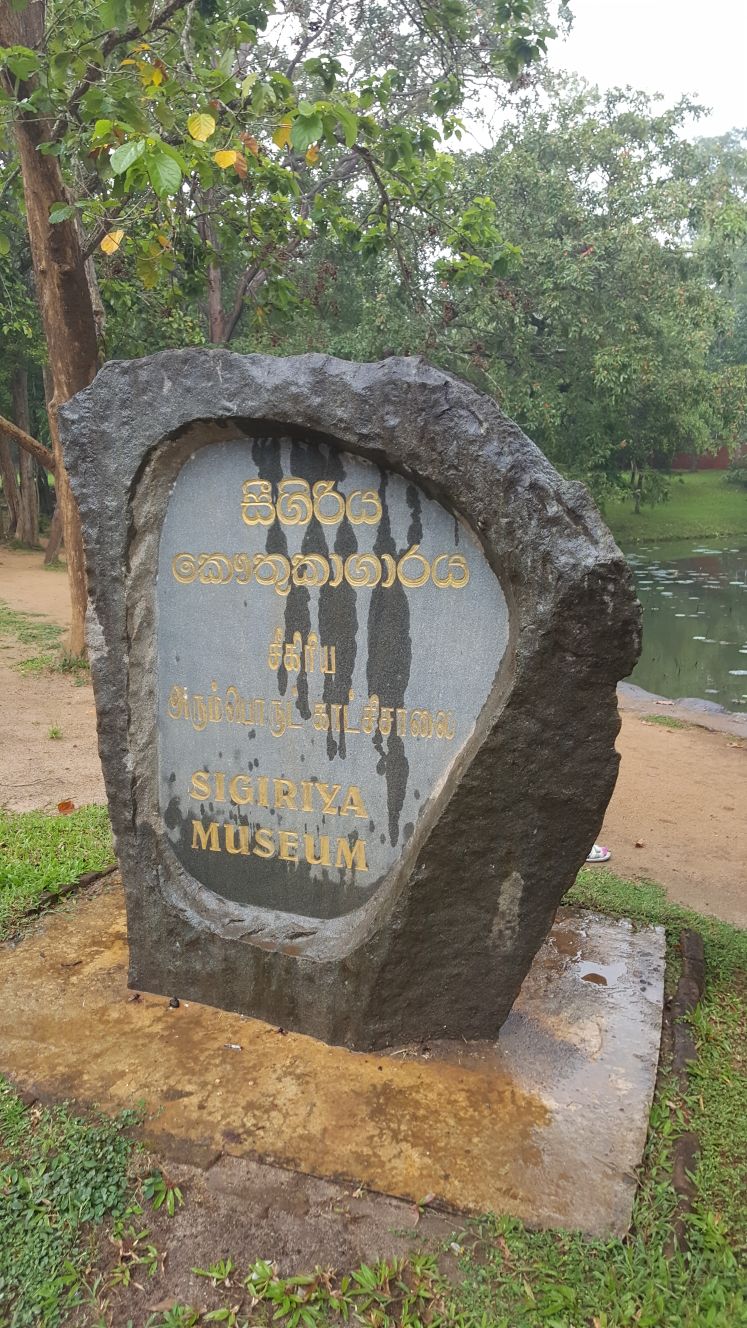 සීගිරිය
කෞතුකාගාරය
சீகிரிய
அரும்பொருட் காட்சிசாலை
SIGIRIYA
MUSEUM